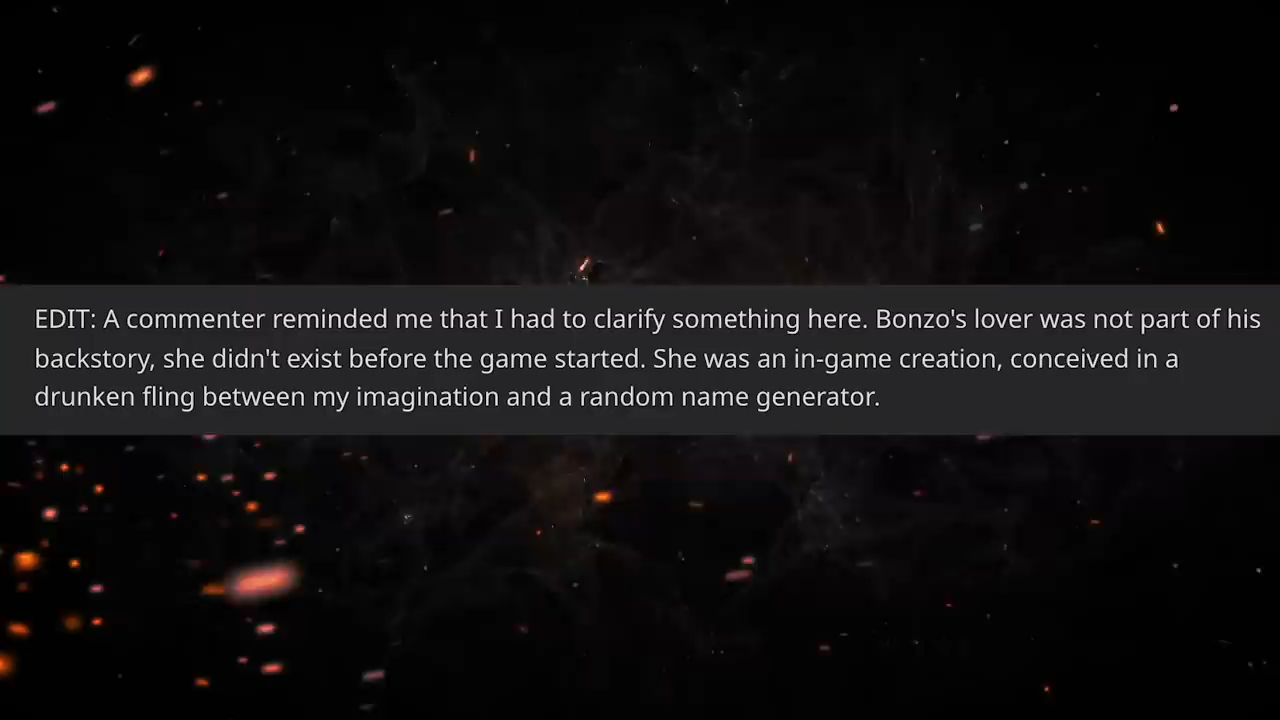 EDIT: A commenter reminded me that I had to clarify something here. Bonzo's lover was not part of his
backstory, she didn't exist before the game started. She was an in-game creation, conceived in a
drunken fling between my imagination and a random name generator.